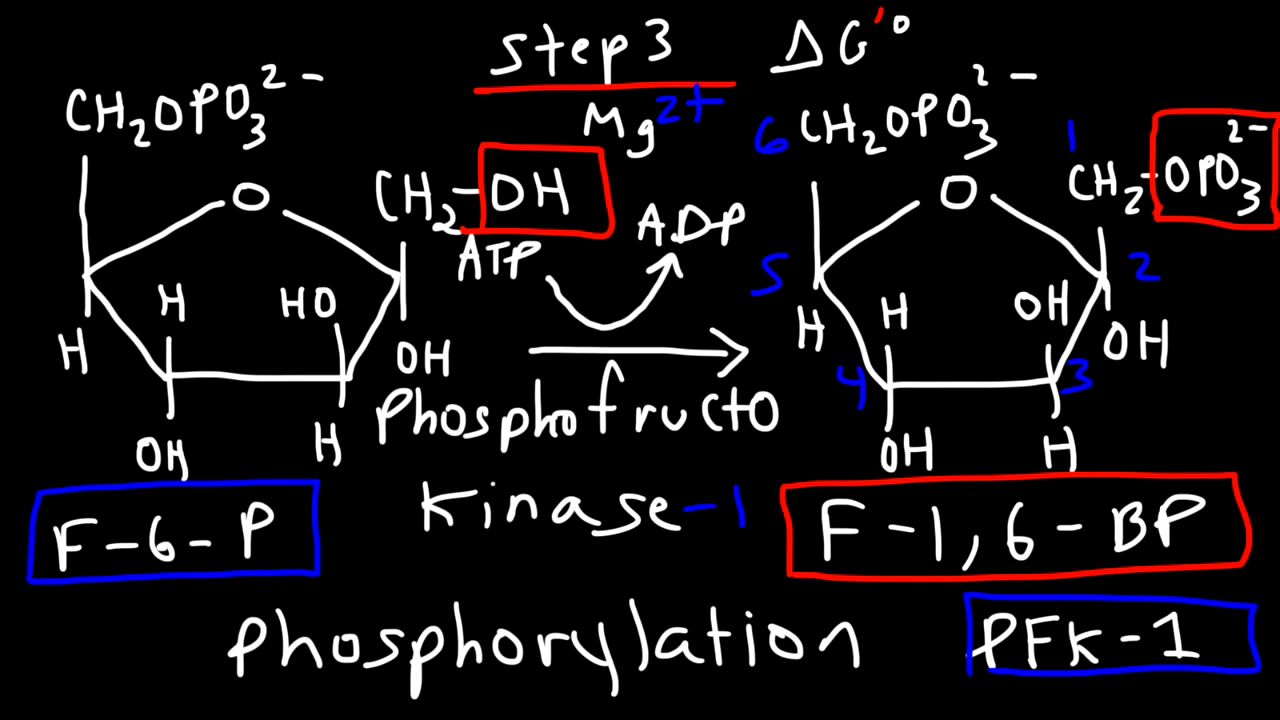 Step 3
ΔG'°
Mg2+
CH2OPO3 2-
O
CH2-OH
H
HO
H
OH
OH
H
F-6-P
ATP
ADP
Phosphofructo
kinase-1
6 CH2OPO3 2-
O
1
CH2-OPO3 2-
5
2
H
H
OH
OH
4
3
OH
H
F-1,6-BP
Phosphorylation
PFK-1